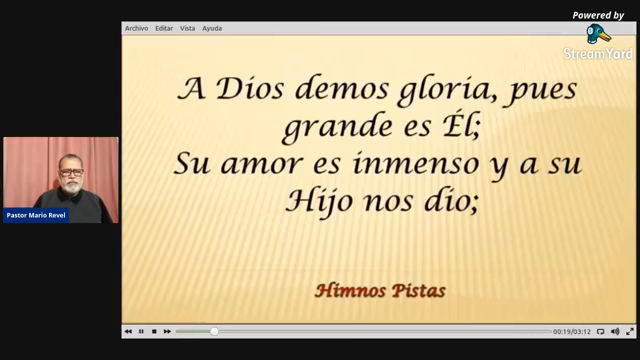 Powered by
StreamYard
Archivo Editar Vista Ayuda
A Dios demos gloria, pues
grande es Él;
Su amor es inmenso y a su
Hijo nos dio;
Himnos Pistas
Pastor Mario Revel
00:19/03:12